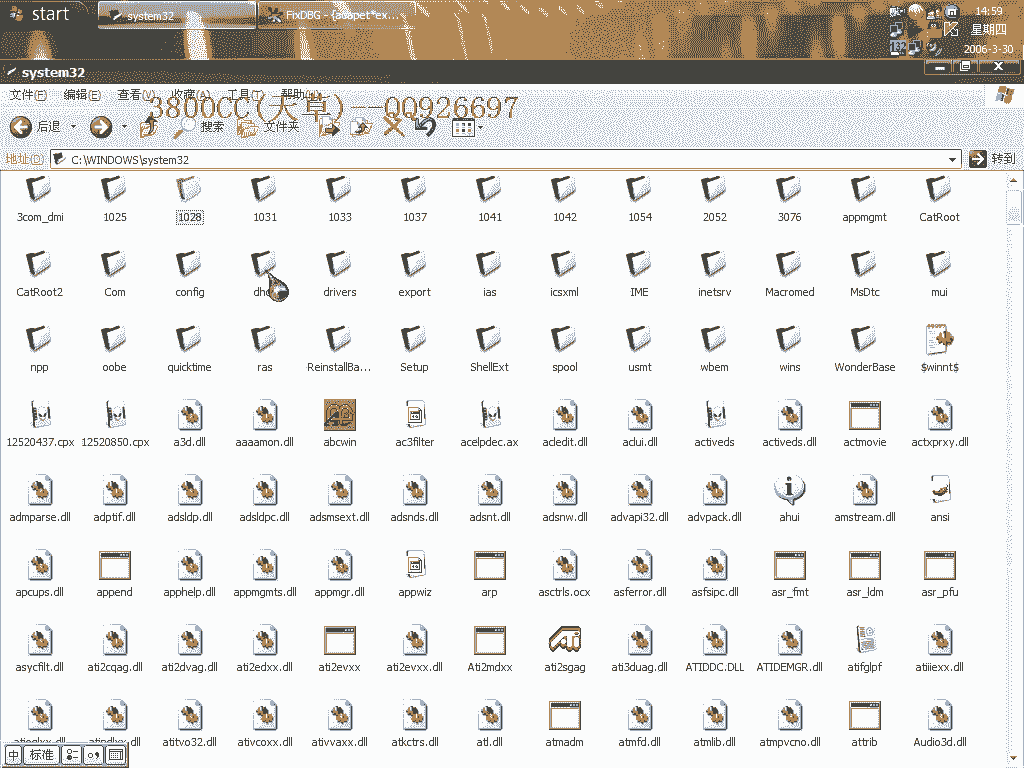 start
system32
FixDBG - {acapet*ex...
14:59
星期四
2006-3-30
system32
文件(F) 编辑(E) 查看(V) 收藏(A) 工具(T) 帮助(H)
3800CC(天草)--QQ926697
后退 搜索 文件夹
地址(D) C:\WINDOWS\system32 转到
3com_dmi 1025 1028 1031 1033 1037 1041 1042 1054 2052 3076 appmgmt CatRoot
CatRoot2 Com config drivers export ias icsxml IME inetsrv Macromed MsDtc mui
npp oobe quicktime ras ReinstallBa... Setup ShellExt spool usmt wbem wins WonderBase $winnt$
12520437.cpx 12520850.cpx a3d.dll aaaamon.dll abcwin ac3filter acelpdec.ax acledit.dll aclui.dll activeds activeds.dll actmovie actxprxy.dll
admparse.dll adptif.dll adsldp.dll adsldpc.dll adsmsext.dll adsnds.dll adsnt.dll adsnw.dll advapi32.dll advpack.dll ahui amstream.dll ansi
apcups.dll append apphelp.dll appmgmts.dll appmgr.dll appwiz arp asctrls.ocx asferror.dll asfsipc.dll asr_fmt asr_ldm asr_pfu
asycfilt.dll ati2cqag.dll ati2dvag.dll ati2edxx.dll ati2evxx ati2evxx.dll Ati2mdxx ati2sgag ati3duag.dll ATIDDC.DLL ATIDEMGR.dll atifglpf atiiiexx.dll
atitvo32.dll ativcoxx.dll ativvaxx.dll atkctrs.dll atl.dll atmadm atmfd.dll atmlib.dll atmpvcno.dll attrib Audio3d.dll
中 标准